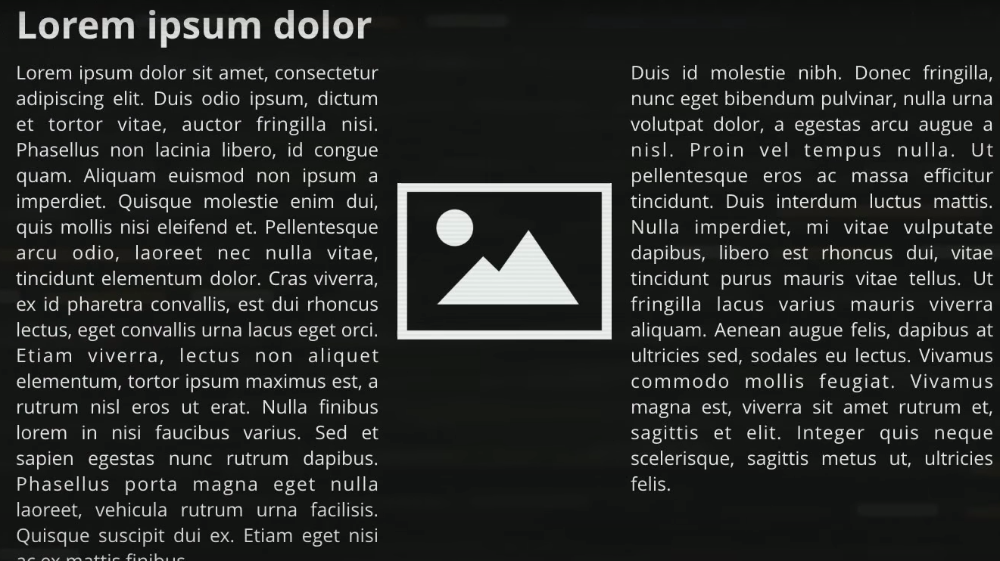 Lorem ipsum dolor
Lorem ipsum dolor sit amet, consectetur
adipiscing elit. Duis odio ipsum, dictum
et tortor vitae, auctor fringilla nisi.
Phasellus non lacinia libero, id congue
quam. Aliquam euismod non ipsum a
imperdiet. Quisque molestie enim dui,
quis mollis nisi eleifend et. Pellentesque
arcu odio, laoreet nec nulla vitae,
tincidunt elementum dolor. Cras viverra,
ex id pharetra convallis, est dui rhoncus
lectus, eget convallis urna lacus eget orci.
Etiam viverra, lectus non aliquet
elementum, tortor ipsum maximus est, a
rutrum nisl eros ut erat. Nulla finibus
lorem in nisi faucibus varius. Sed et
sapien egestas nunc rutrum dapibus.
Phasellus porta magna eget nulla
laoreet, vehicula rutrum urna facilisis.
Quisque suscipit dui ex. Etiam eget nisi
ac ex mattis finibus.
Duis id molestie nibh. Donec fringilla,
nunc eget bibendum pulvinar, nulla urna
volutpat dolor, a egestas arcu augue a
nisl. Proin vel tempus nulla. Ut
pellentesque eros ac massa efficitur
tincidunt. Duis interdum luctus mattis.
Nulla imperdiet, mi vitae vulputate
dapibus, libero est rhoncus dui, vitae
tincidunt purus mauris vitae tellus. Ut
fringilla lacus varius mauris viverra
aliquam. Aenean augue felis, dapibus at
ultricies sed, sodales eu lectus. Vivamus
commodo mollis feugiat. Vivamus
magna est, viverra sit amet rutrum et,
sagittis et elit. Integer quis neque
scelerisque, sagittis metus ut, ultricies
felis.